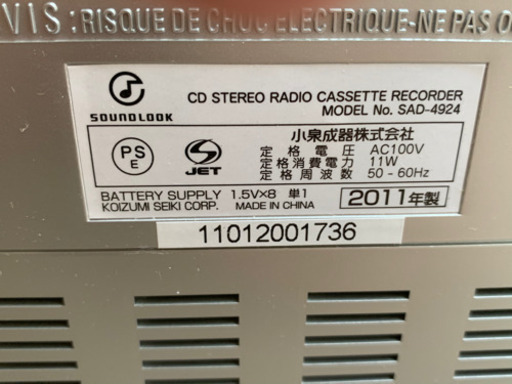 VIS: RISQUE DE CHOC ELECTRIQUE-NE PAS O
SOUNDLOOK
CD STEREO RADIO CASSETTE RECORDER
MODEL No. SAD-4924
PS
E
JET
小泉成器株式会社
定格電圧 AC100V
定格消費電力 11W
定格周波数 50-60Hz
BATTERY SUPPLY 1.5V×8 単1
KOIZUMI SEIKI CORP. MADE IN CHINA
2011年製
11012001736